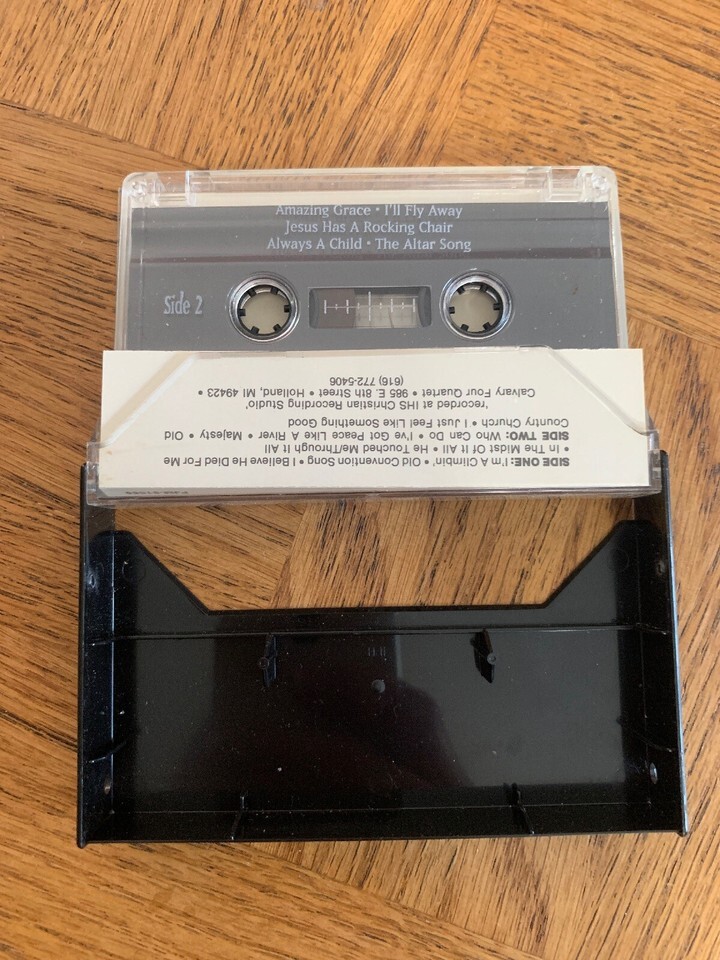 Amazing Grace • I'll Fly Away
Jesus Has A Rocking Chair
Always A Child • The Altar Song
Side 2
SIDE ONE: I'm A Climbin' • Old Convention Song • I Believe He Died For Me
• In The Midst Of It All • He Touched Me/Through It All
SIDE TWO: Who Can Do • I've Got Peace Like A River • Majesty • Old
Country Church • I Just Feel Like Something Good
'recorded at IHS Christian Recording Studio'
Calvary Four Quartet • 985 E. 8th Street • Holland, MI 49423 •
(616) 772-5406